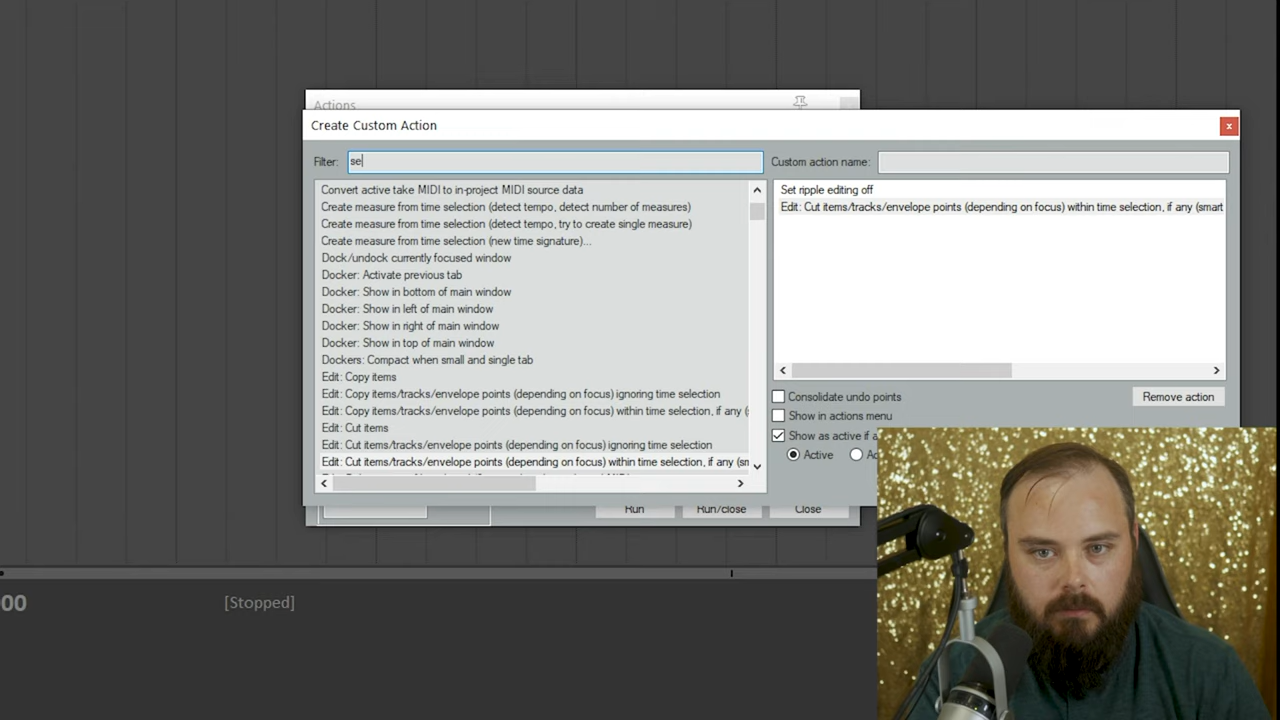 Actions
Create Custom Action
Filter: se
Custom action name:
Convert active take MIDI to in-project MIDI source data
Create measure from time selection (detect tempo, detect number of measures)
Create measure from time selection (detect tempo, try to create single measure)
Create measure from time selection (new time signature)...
Dock/undock currently focused window
Docker: Activate previous tab
Docker: Show in bottom of main window
Docker: Show in left of main window
Docker: Show in right of main window
Docker: Show in top of main window
Dockers: Compact when small and single tab
Edit: Copy items
Edit: Copy items/tracks/envelope points (depending on focus) ignoring time selection
Edit: Copy items/tracks/envelope points (depending on focus) within time selection, if any (s
Edit: Cut items
Edit: Cut items/tracks/envelope points (depending on focus) ignoring time selection
Edit: Cut items/tracks/envelope points (depending on focus) within time selection, if any (sm
Set ripple editing off
Edit: Cut items/tracks/envelope points (depending on focus) within time selection, if any (smart
Consolidate undo points
Remove action
Show in actions menu
Show as active if a
Active
Ac
Run
Run/close
Close
00
[Stopped]